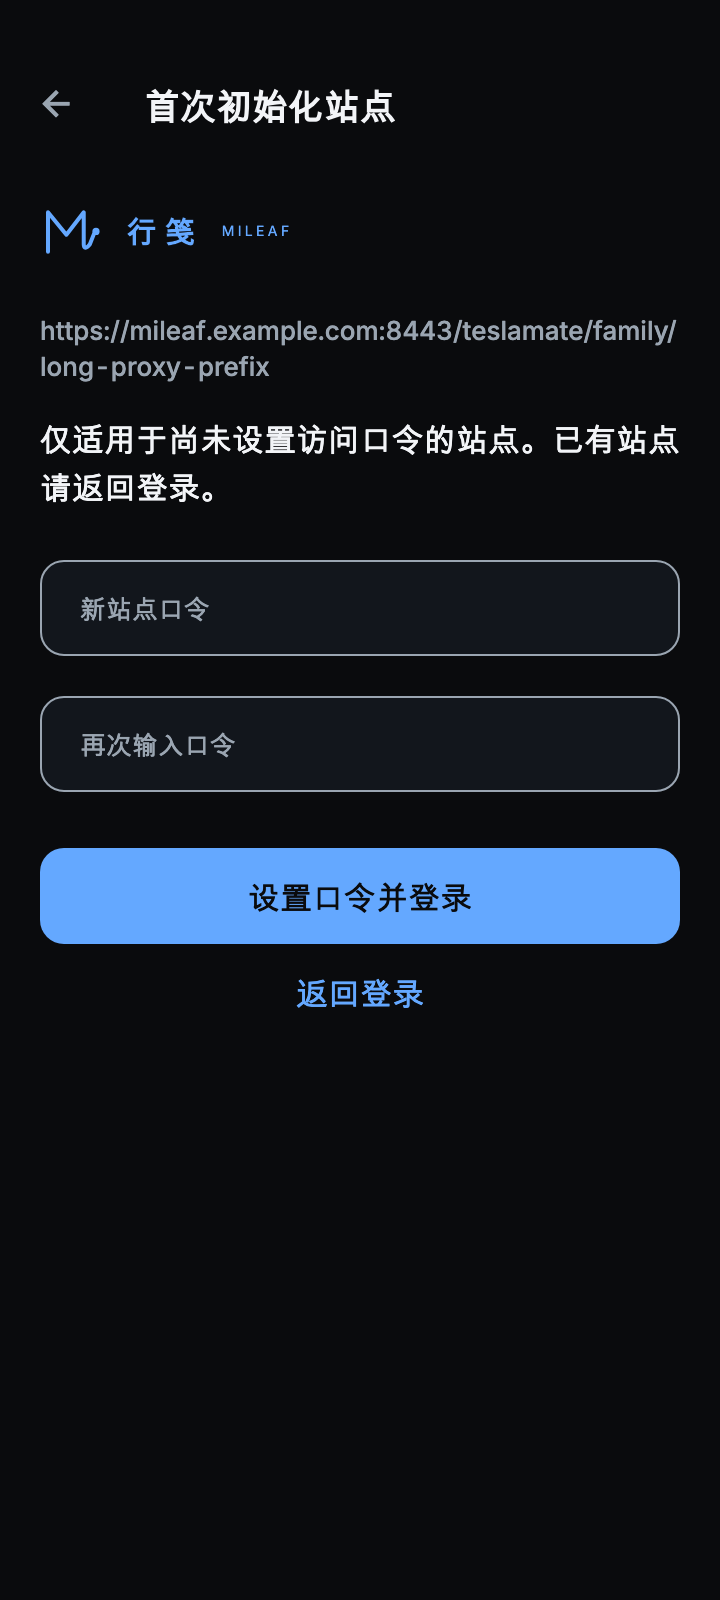 首次初始化站点
行笺 MILEAF
https://mileaf.example.com:8443/teslamate/family/
long-proxy-prefix
仅适用于尚未设置访问口令的站点。已有站点
请返回登录。
新站点口令
再次输入口令
设置口令并登录
返回登录